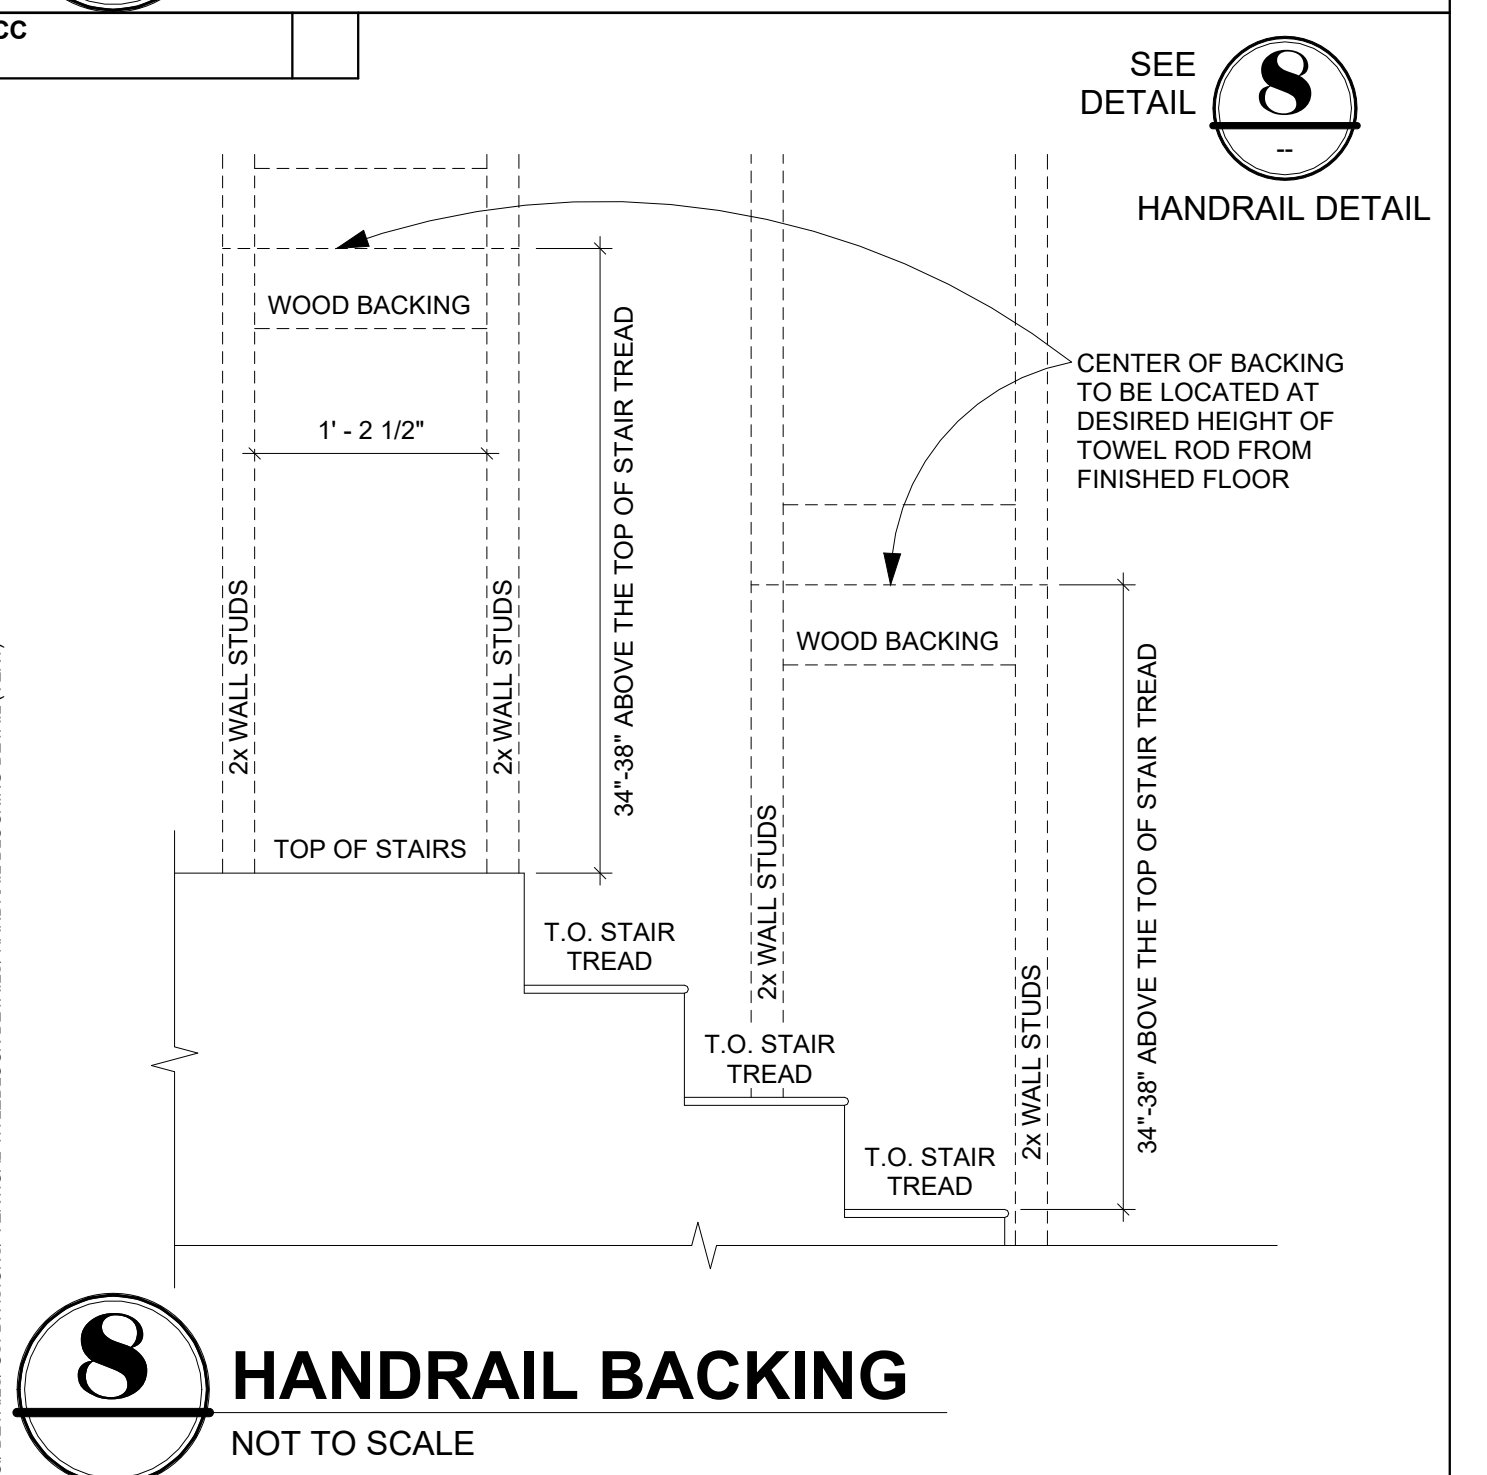 CC
SEE
DETAIL
8
--
HANDRAIL DETAIL
WOOD BACKING
1' - 2 1/2"
34"-38" ABOVE THE TOP OF STAIR TREAD
CENTER OF BACKING
TO BE LOCATED AT
DESIRED HEIGHT OF
TOWEL ROD FROM
FINISHED FLOOR
2x WALL STUDS
2x WALL STUDS
WOOD BACKING
34"-38" ABOVE THE TOP OF STAIR TREAD
TOP OF STAIRS
2x WALL STUDS
T.O. STAIR
TREAD
T.O. STAIR
TREAD
2x WALL STUDS
T.O. STAIR
TREAD
8
HANDRAIL BACKING
NOT TO SCALE